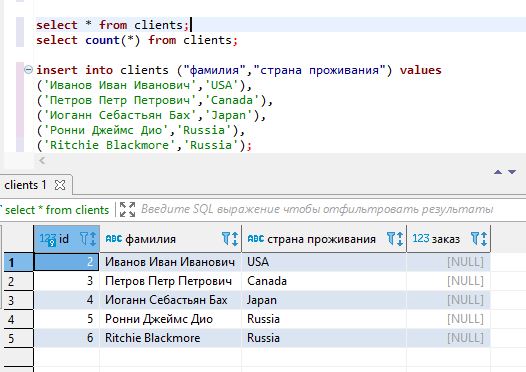 select * from clients;
select count(*) from clients;
insert into clients ("фамилия","страна проживания") values
('Иванов Иван Иванович','USA'),
('Петров Петр Петрович','Canada'),
('Иоганн Себастьян Бах','Japan'),
('Ронни Джеймс Дио','Russia'),
('Ritchie Blackmore','Russia');
clients 1
select * from clients Введите SQL выражение чтобы отфильтровать результаты
123 id ABC фамилия ABC страна проживания 123 заказ
1 2 Иванов Иван Иванович USA [NULL]
2 3 Петров Петр Петрович Canada [NULL]
3 4 Иоганн Себастьян Бах Japan [NULL]
4 5 Ронни Джеймс Дио Russia [NULL]
5 6 Ritchie Blackmore Russia [NULL]